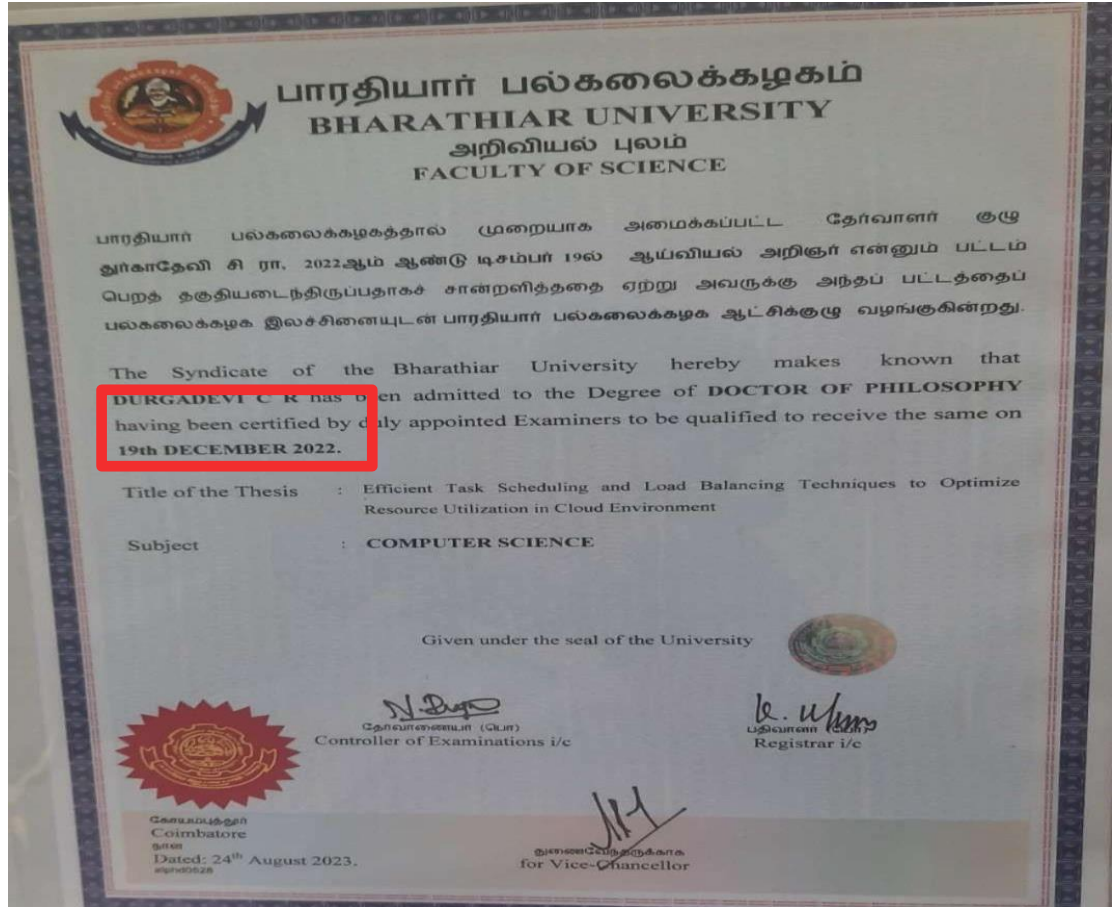 பாரதியார் பல்கலைக்கழகம்
BHARATHIAR UNIVERSITY
அறிவியல் புலம்
FACULTY OF SCIENCE
பாரதியார் பல்கலைக்கழகத்தால் முறையாக அமைக்கப்பட்ட தேர்வாளர் குழு
துர்காதேவி சி ரா. 2022ஆம் ஆண்டு டிசம்பர் 19ல் ஆய்வியல் அறிஞர் என்னும் பட்டம்
பெறத் தகுதியடைந்திருப்பதாகச் சான்றளித்ததை ஏற்று அவருக்கு அந்தப் பட்டத்தைப்
பல்கலைக்கழக இலச்சினையுடன் பாரதியார் பல்கலைக்கழக ஆட்சிக்குழு வழங்குகின்றது.
The Syndicate of the Bharathiar University hereby makes known that
DURGADEVI C R has been admitted to the Degree of DOCTOR OF PHILOSOPHY
having been certified by duly appointed Examiners to be qualified to receive the same on
19th DECEMBER 2022.
Title of the Thesis : Efficient Task Scheduling and Load Balancing Techniques to Optimize
Resource Utilization in Cloud Environment
Subject : COMPUTER SCIENCE
Given under the seal of the University
Controller of Examinations i/c
Registrar i/c
கோயம்புத்தூர்
Coimbatore
நாள்
Dated: 24th August 2023.
துணைவேந்தருக்காக
for Vice-Chancellor